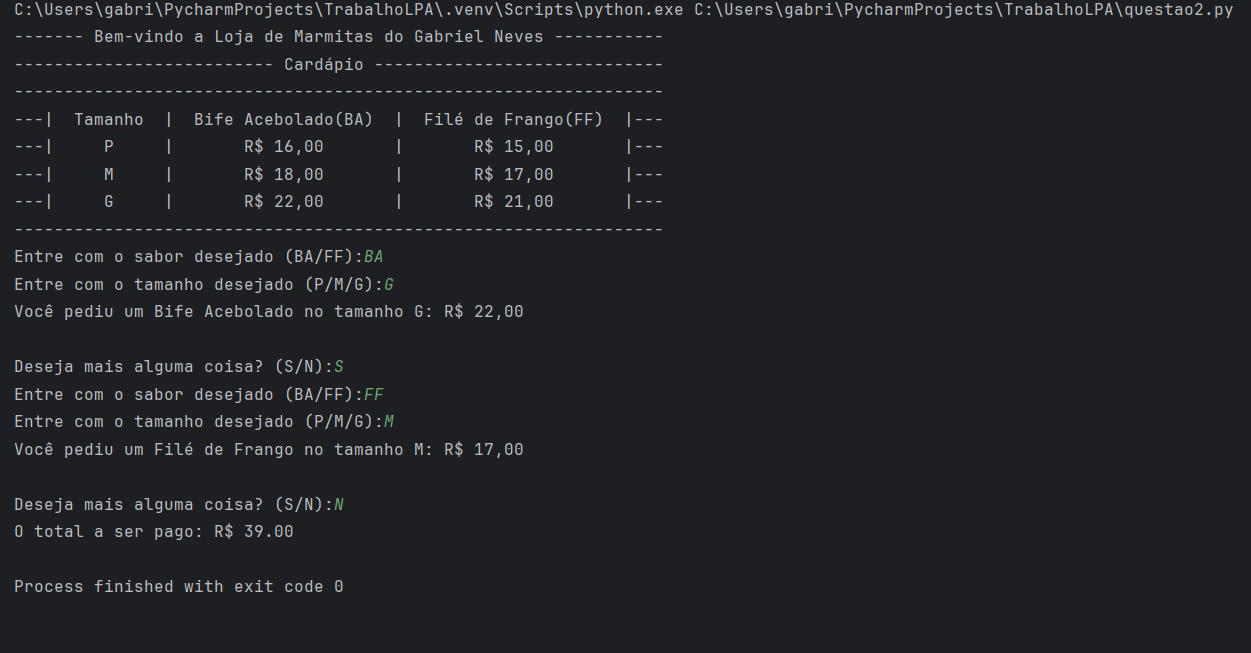 C:\Users\gabri\PycharmProjects\TrabalhoLPA\.venv\Scripts\python.exe C:\Users\gabri\PycharmProjects\TrabalhoLPA\questao2.py
------- Bem-vindo a Loja de Marmitas do Gabriel Neves -----------
-------------------------- Cardápio -----------------------------
-----------------------------------------------------------------
---|  Tamanho  |  Bife Acebolado(BA)  |  Filé de Frango(FF)  |---
---|     P     |       R$ 16,00       |       R$ 15,00       |---
---|     M     |       R$ 18,00       |       R$ 17,00       |---
---|     G     |       R$ 22,00       |       R$ 21,00       |---
-----------------------------------------------------------------
Entre com o sabor desejado (BA/FF):BA
Entre com o tamanho desejado (P/M/G):G
Você pediu um Bife Acebolado no tamanho G: R$ 22,00

Deseja mais alguma coisa? (S/N):S
Entre com o sabor desejado (BA/FF):FF
Entre com o tamanho desejado (P/M/G):M
Você pediu um Filé de Frango no tamanho M: R$ 17,00

Deseja mais alguma coisa? (S/N):N
O total a ser pago: R$ 39.00

Process finished with exit code 0